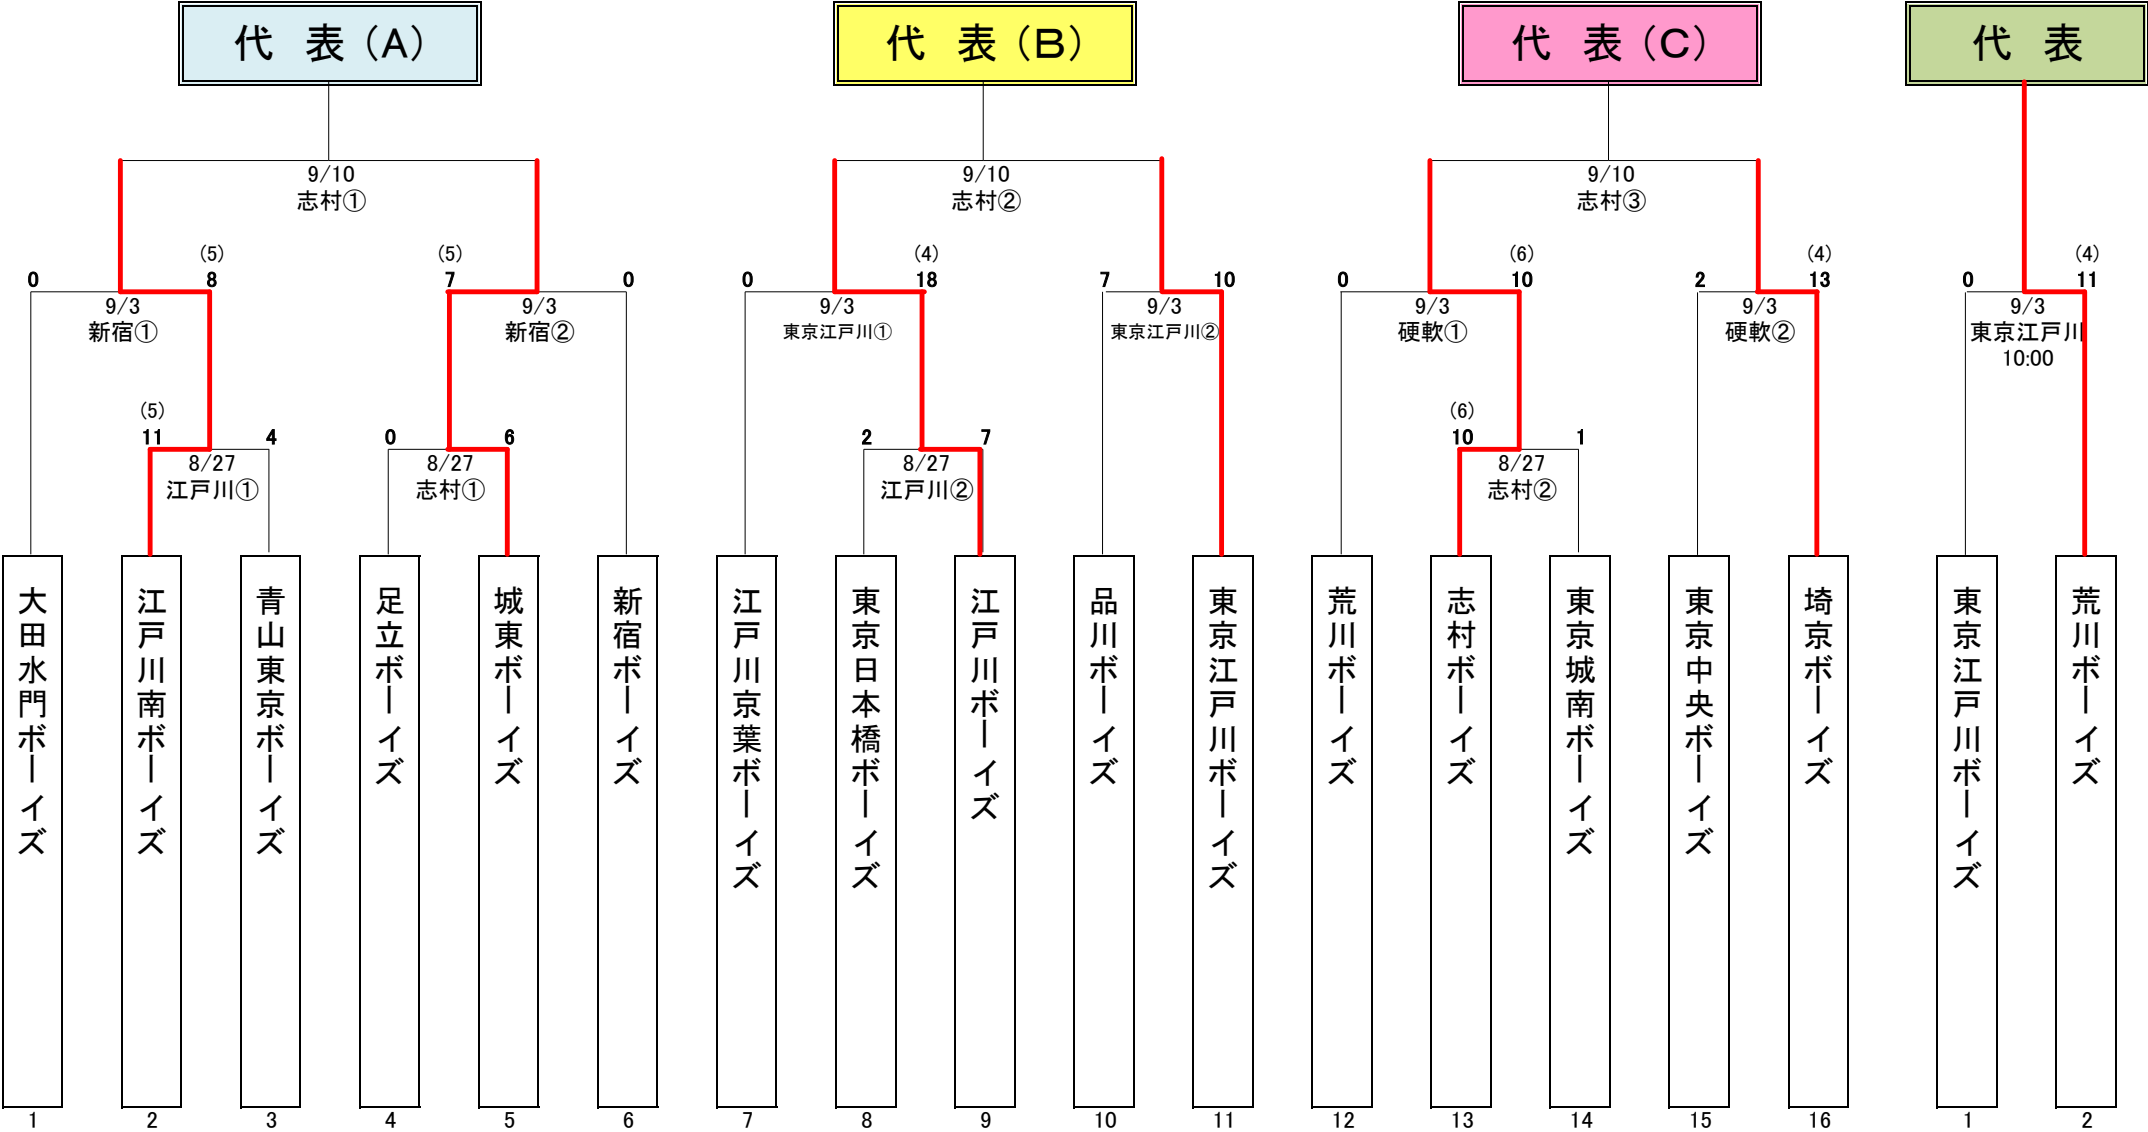 代 表（A）
代 表（B）
代 表（C）
代 表
9/10
志村①
9/10
志村②
9/10
志村③
(5)
(5)
(4)
(6)
(4)
(4)
0
8
7
0
0
18
7
10
0
10
2
13
0
11
9/3
新宿①
9/3
新宿②
9/3
東京江戸川①
9/3
東京江戸川②
9/3
硬軟①
9/3
硬軟②
9/3
東京江戸川
10:00
(5)
(6)
11
4
0
6
2
7
10
1
8/27
江戸川①
8/27
志村①
8/27
江戸川②
8/27
志村②
大田水門ボーイズ
江戸川南ボーイズ
青山東京ボーイズ
足立ボーイズ
城東ボーイズ
新宿ボーイズ
江戸川京葉ボーイズ
東京日本橋ボーイズ
江戸川ボーイズ
品川ボーイズ
東京江戸川ボーイズ
荒川ボーイズ
志村ボーイズ
東京城南ボーイズ
東京中央ボーイズ
埼京ボーイズ
東京江戸川ボーイズ
荒川ボーイズ
1
2
3
4
5
6
7
8
9
10
11
12
13
14
15
16
1
2